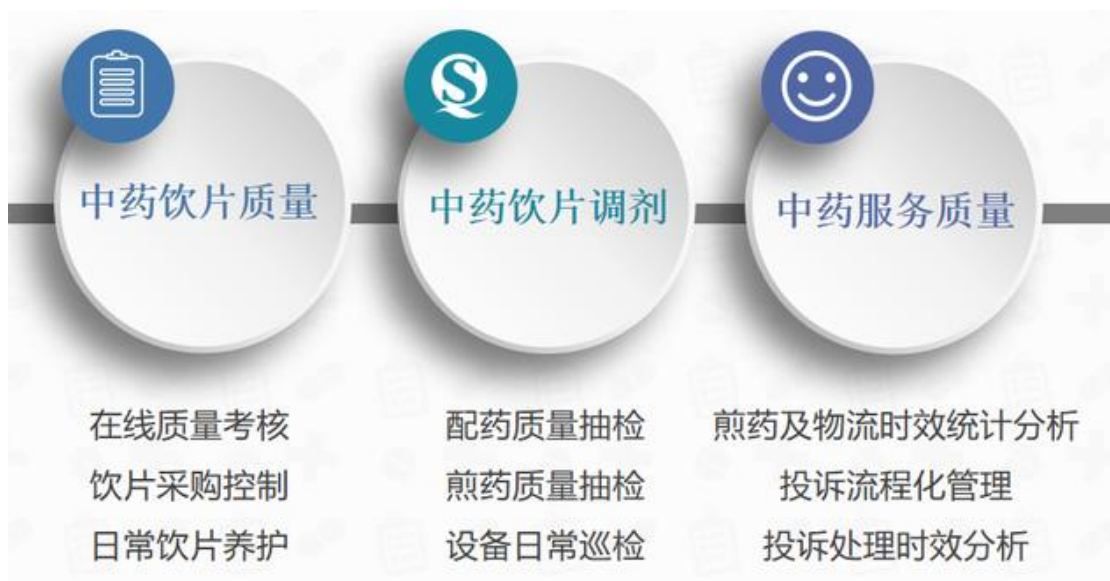 中药饮片质量
在线质量考核
饮片采购控制
日常饮片养护
中药饮片调剂
配药质量抽检
煎药质量抽检
设备日常巡检
中药服务质量
煎药及物流时效统计分析
投诉流程化管理
投诉处理时效分析